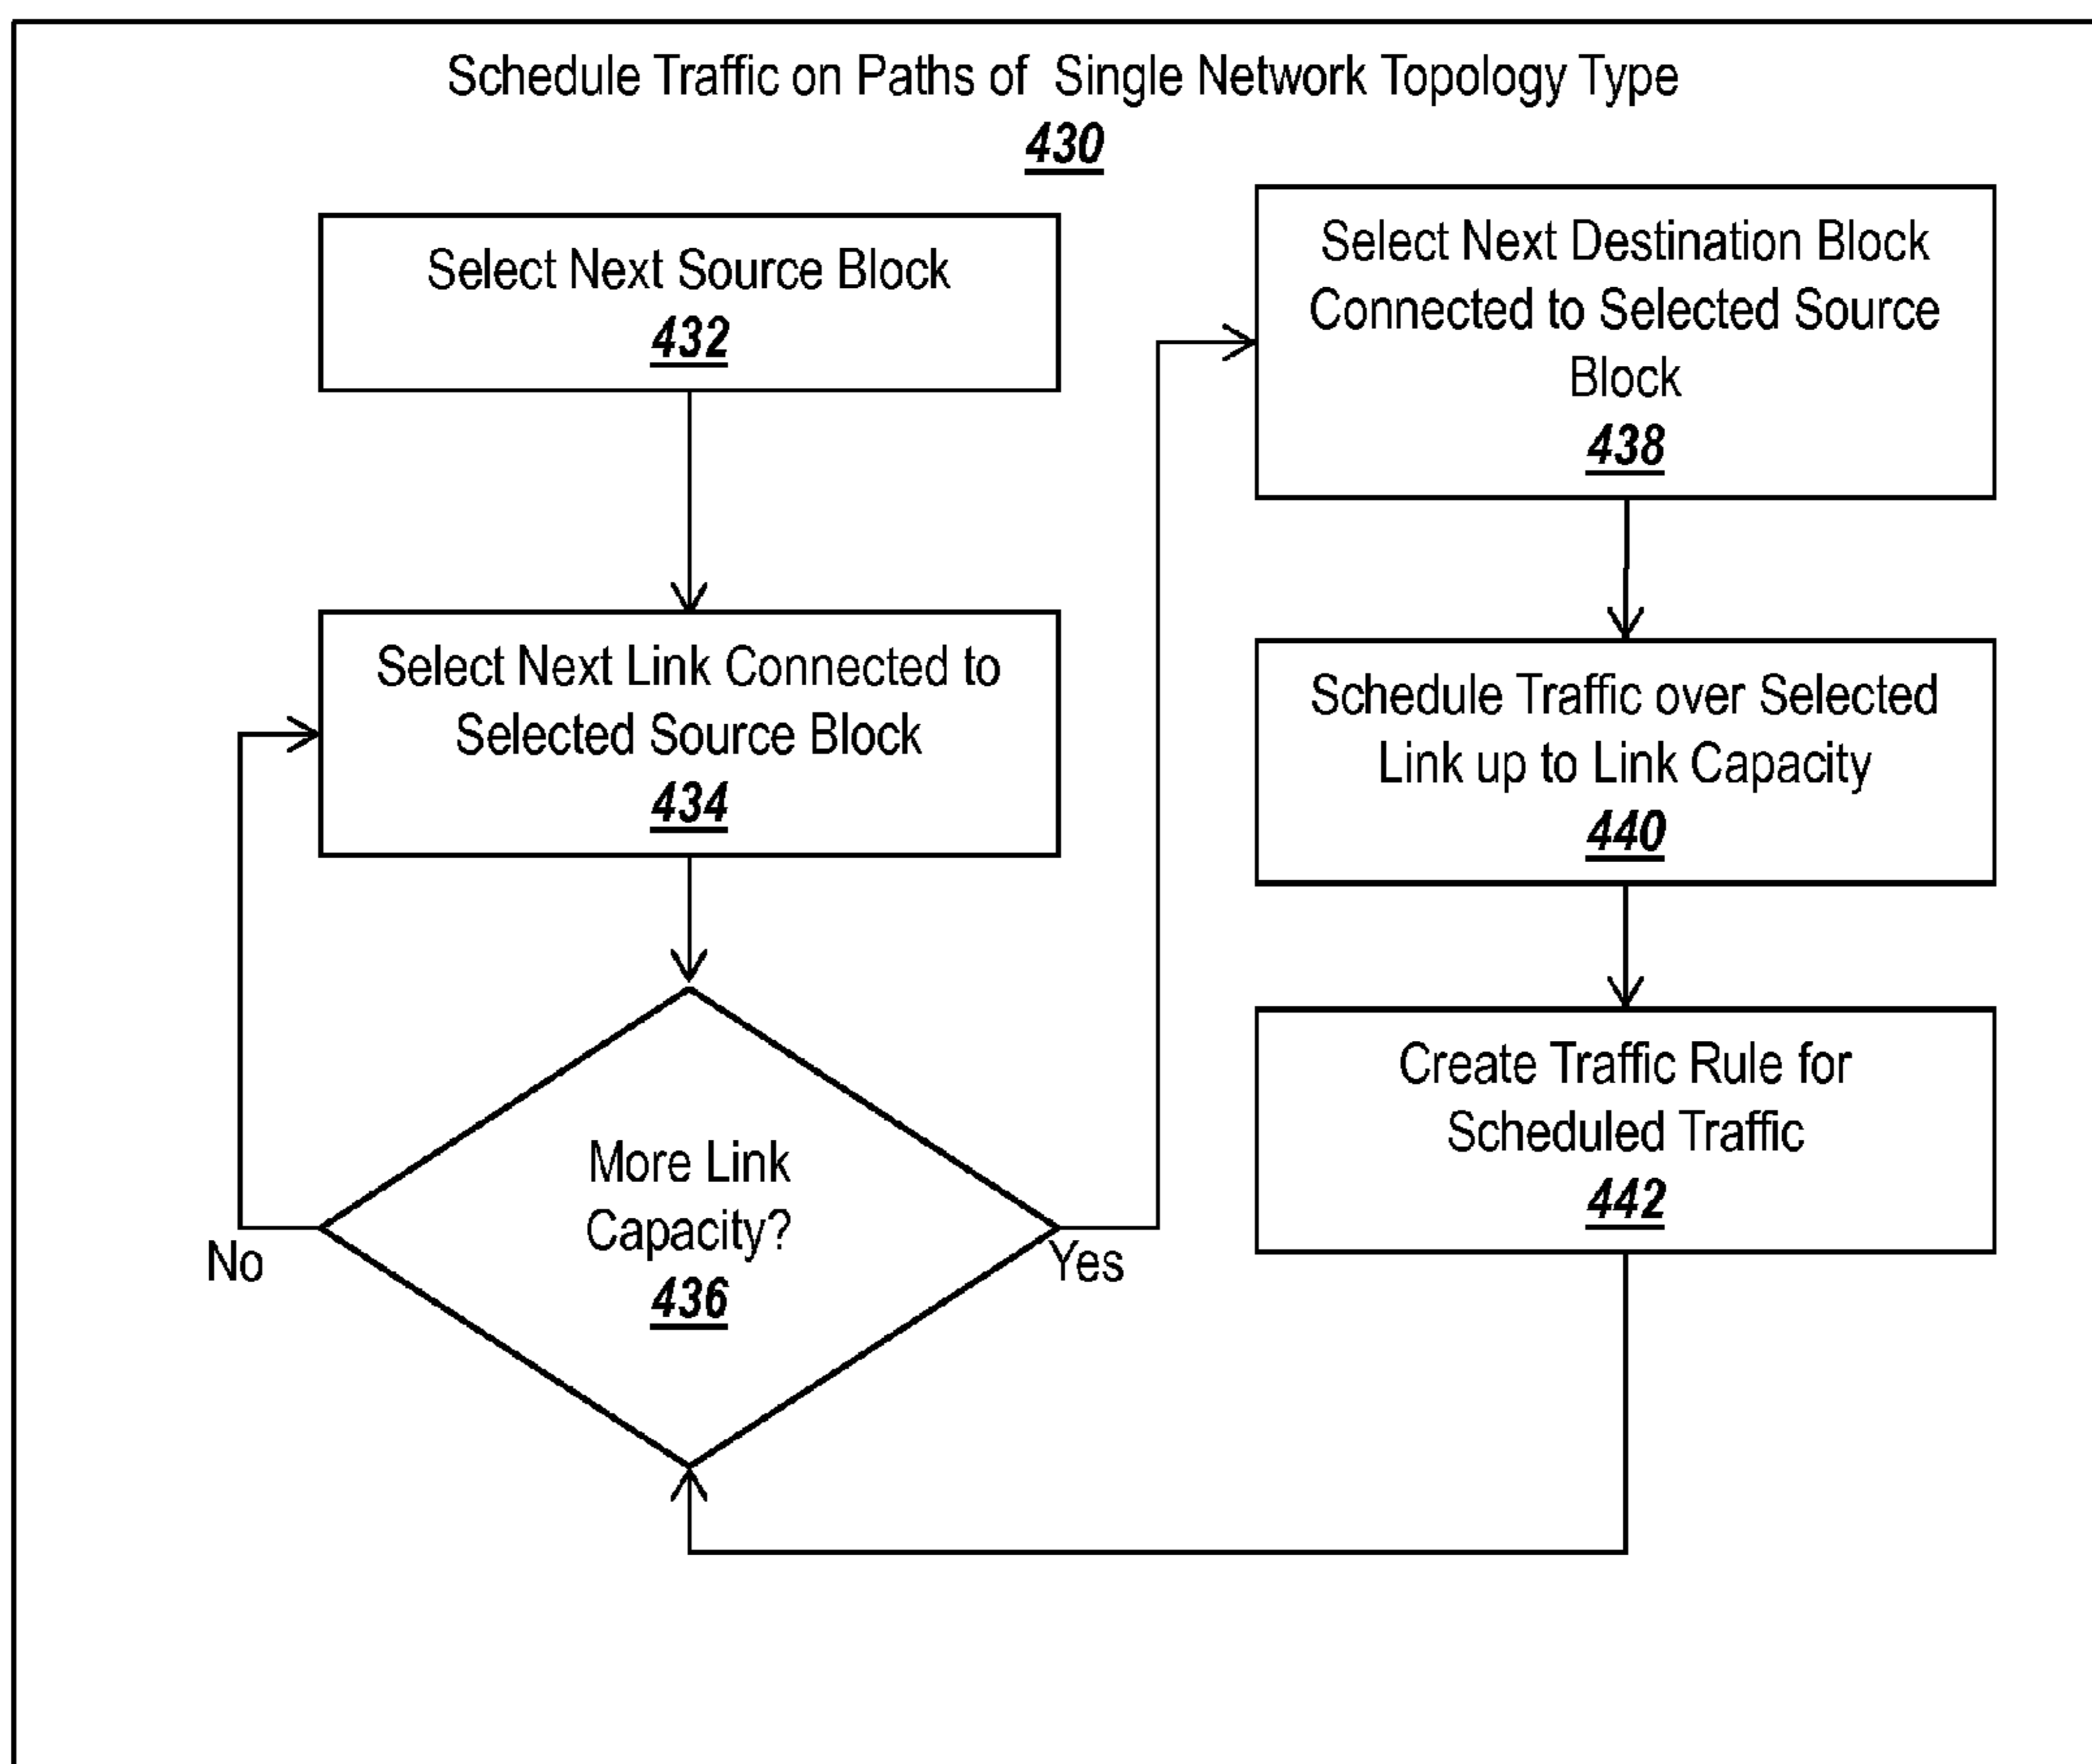 Schedule Traffic on Paths of Single Network Topology Type
430
Select Next Source Block
432
Select Next Link Connected to
Selected Source Block
434
More Link
Capacity?
436
No
Yes
Select Next Destination Block
Connected to Selected Source
Block
438
Schedule Traffic over Selected
Link up to Link Capacity
440
Create Traffic Rule for
Scheduled Traffic
442